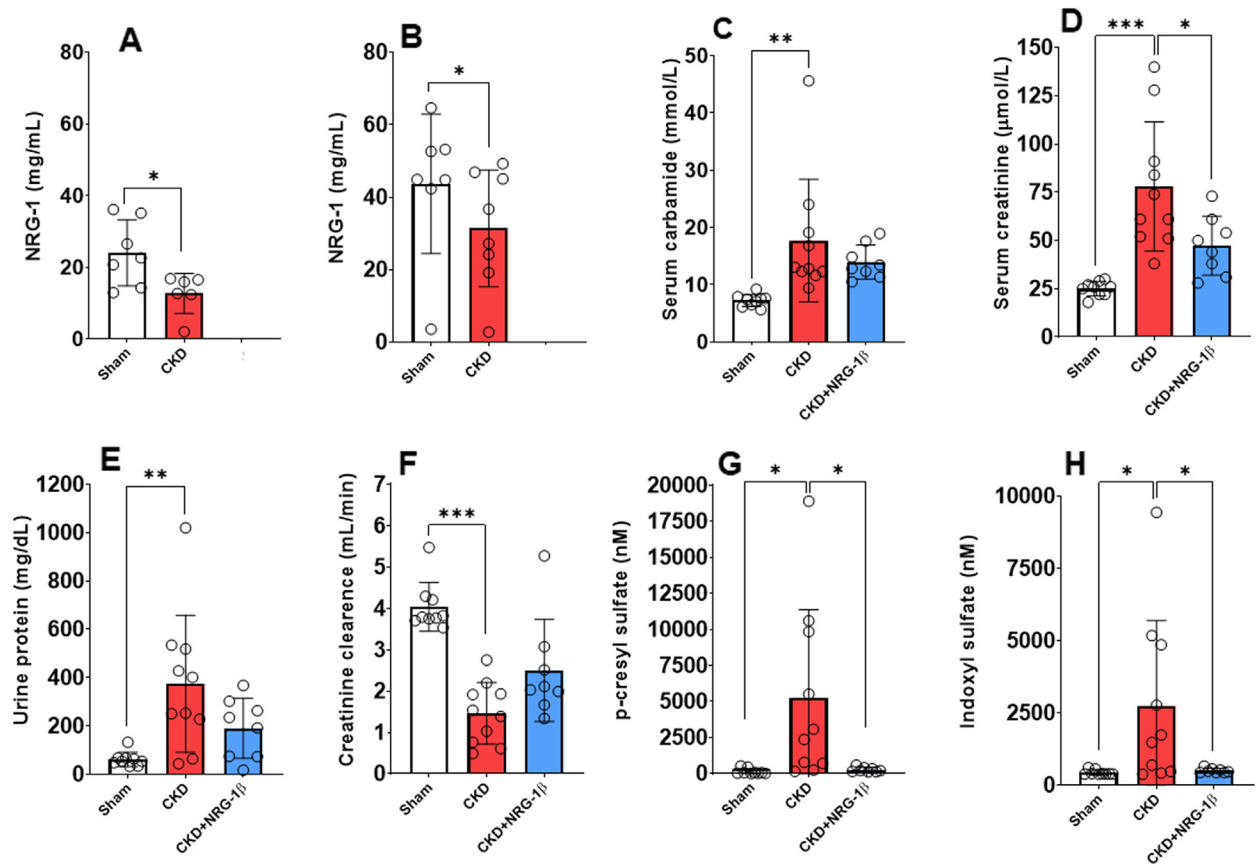 A
NRG-1 (mg/mL)
80
60
40
20
0
*
Sham
CKD
B
NRG-1 (mg/mL)
80
60
40
20
0
*
Sham
CKD
C
Serum carbamide (mmol/L)
50
40
30
20
10
0
**
Sham
CKD
CKD+NRG-1β
D
Serum creatinine (μmol/L)
150
125
100
75
50
25
0
***
*
Sham
CKD
CKD+NRG-1β
E
Urine protein (mg/dL)
1200
1000
800
600
400
200
0
**
Sham
CKD
CKD+NRG-1β
F
Creatinine clearence (mL/min)
7
6
5
4
3
2
1
0
***
Sham
CKD
CKD+NRG-1β
G
p-cresyl sulfate (nM)
20000
17500
15000
12500
10000
7500
5000
2500
0
*
*
Sham
CKD
CKD+NRG-1β
H
Indoxyl sulfate (nM)
10000
7500
5000
2500
0
*
*
Sham
CKD
CKD+NRG-1β